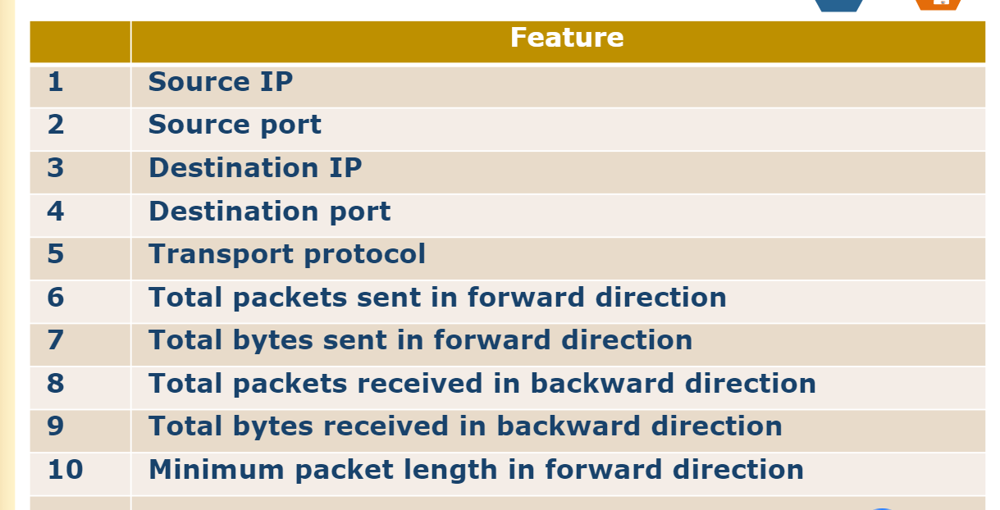 Feature
1 Source IP
2 Source port
3 Destination IP
4 Destination port
5 Transport protocol
6 Total packets sent in forward direction
7 Total bytes sent in forward direction
8 Total packets received in backward direction
9 Total bytes received in backward direction
10 Minimum packet length in forward direction